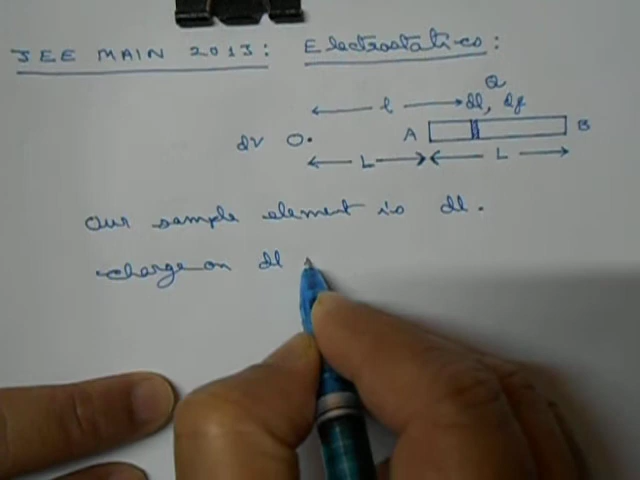 JEE MAIN 2013: Electrostatics:
Q
l dl, dq
dV O. A B
L L
Our sample element is dl.
charge on dl